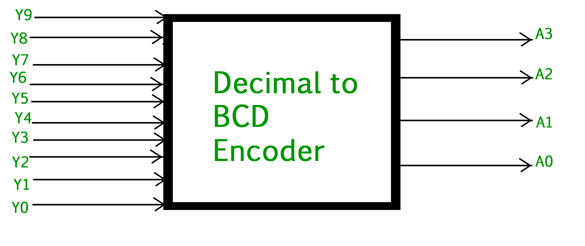 Y9
Y8
Y7
Y6
Y5
Y4
Y3
Y2
Y1
Y0
Decimal to
BCD
Encoder
A3
A2
A1
A0